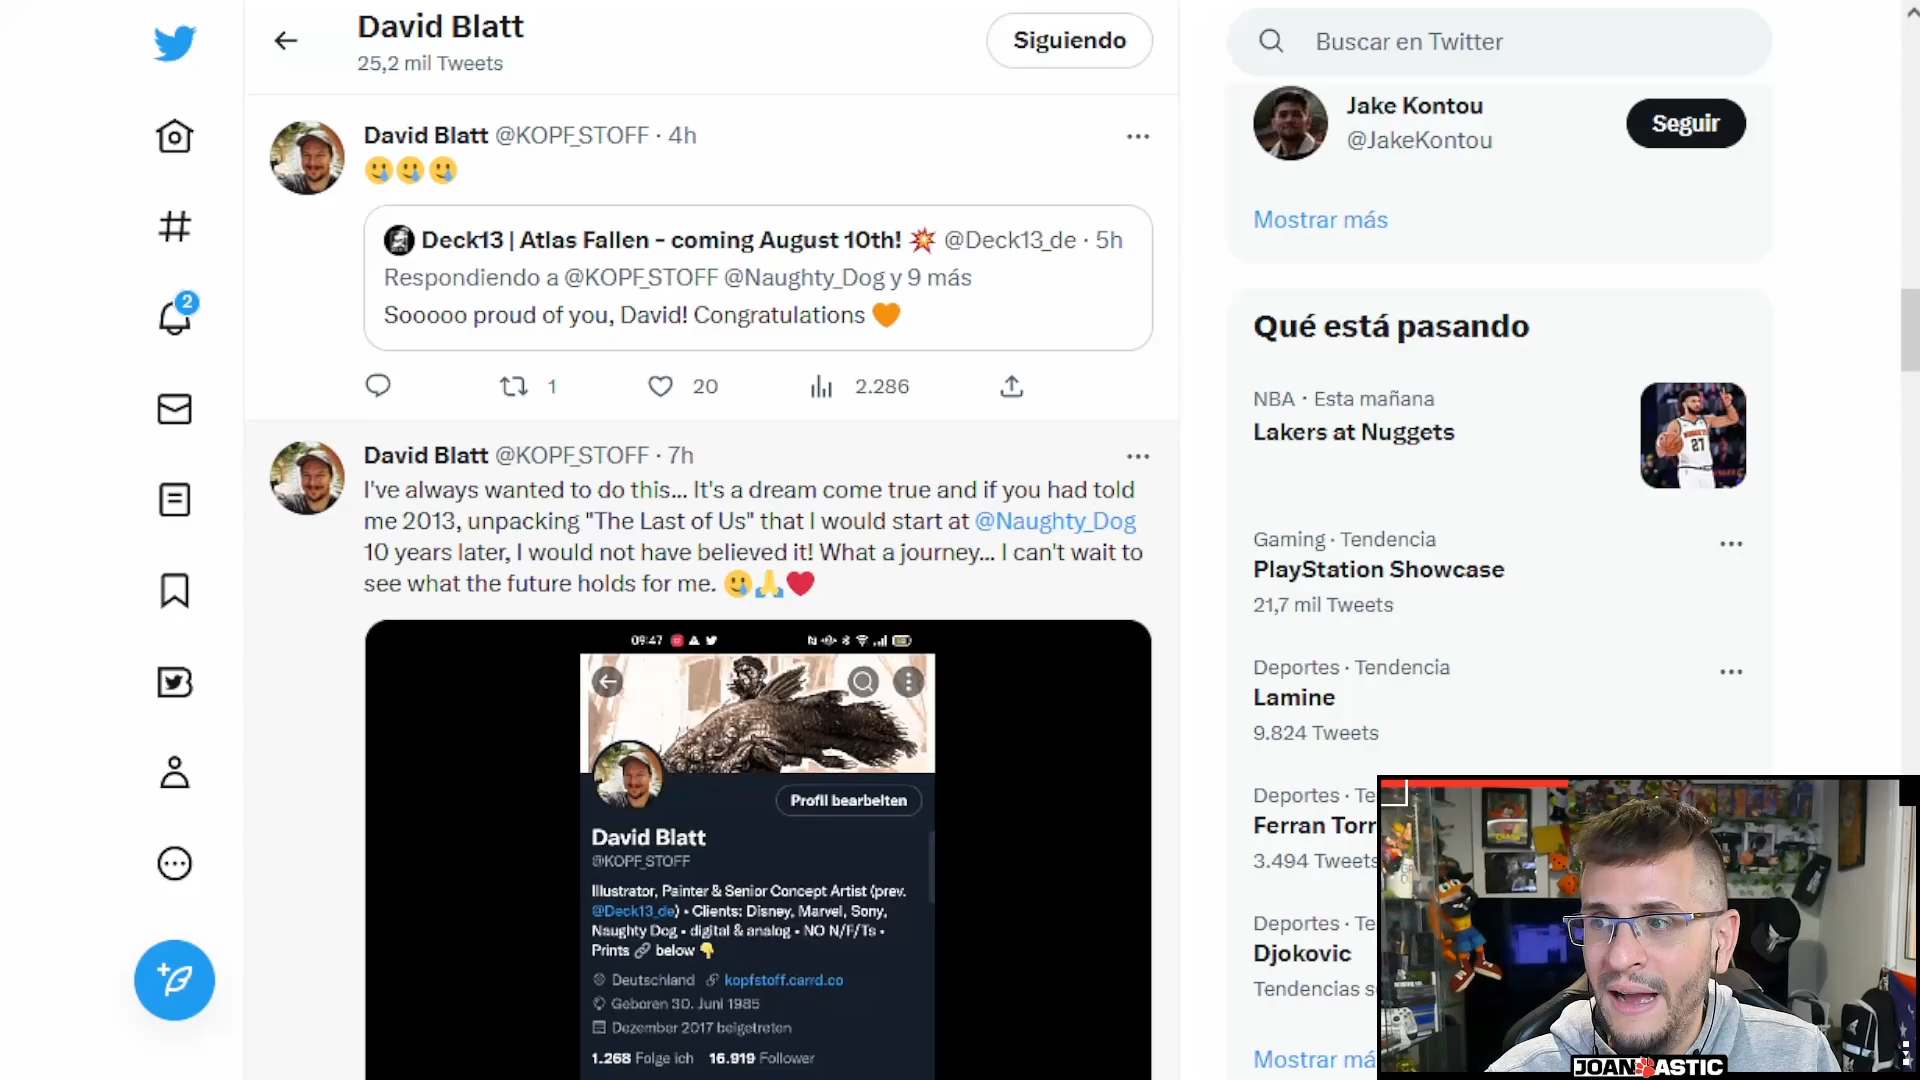 David Blatt
25,2 mil Tweets
Siguiendo
Buscar en Twitter
David Blatt @KOPF_STOFF · 4h
Deck13 | Atlas Fallen - coming August 10th! 💥 @Deck13_de · 5h
Respondiendo a @KOPF_STOFF @Naughty_Dog y 9 más
Sooooo proud of you, David! Congratulations 🧡
1
20
2.286
David Blatt @KOPF_STOFF · 7h
I've always wanted to do this... It's a dream come true and if you had told
me 2013, unpacking "The Last of Us" that I would start at @Naughty_Dog
10 years later, I would not have believed it! What a journey... I can't wait to
see what the future holds for me. 🥲🙏❤️
09:47
Profil bearbeiten
David Blatt
@KOPF_STOFF
Illustrator, Painter & Senior Concept Artist (prev.
@Deck13_de) • Clients: Disney, Marvel, Sony,
Naughty Dog • digital & analog • NO N/F/Ts •
Prints 🔗 below 👇
Deutschland kopfstoff.carrd.co
Geboren 30. Juni 1985
Dezember 2017 beigetreten
1.268 Folge ich 16.919 Follower
2
Jake Kontou
@JakeKontou
Seguir
Mostrar más
Qué está pasando
NBA · Esta mañana
Lakers at Nuggets
27
Gaming · Tendencia
PlayStation Showcase
21,7 mil Tweets
Deportes · Tendencia
Lamine
9.824 Tweets
Deportes · Te
Ferran Torr
3.494 Tweets
Deportes · Te
Djokovic
Tendencias s
Mostrar má
JOANTASTIC